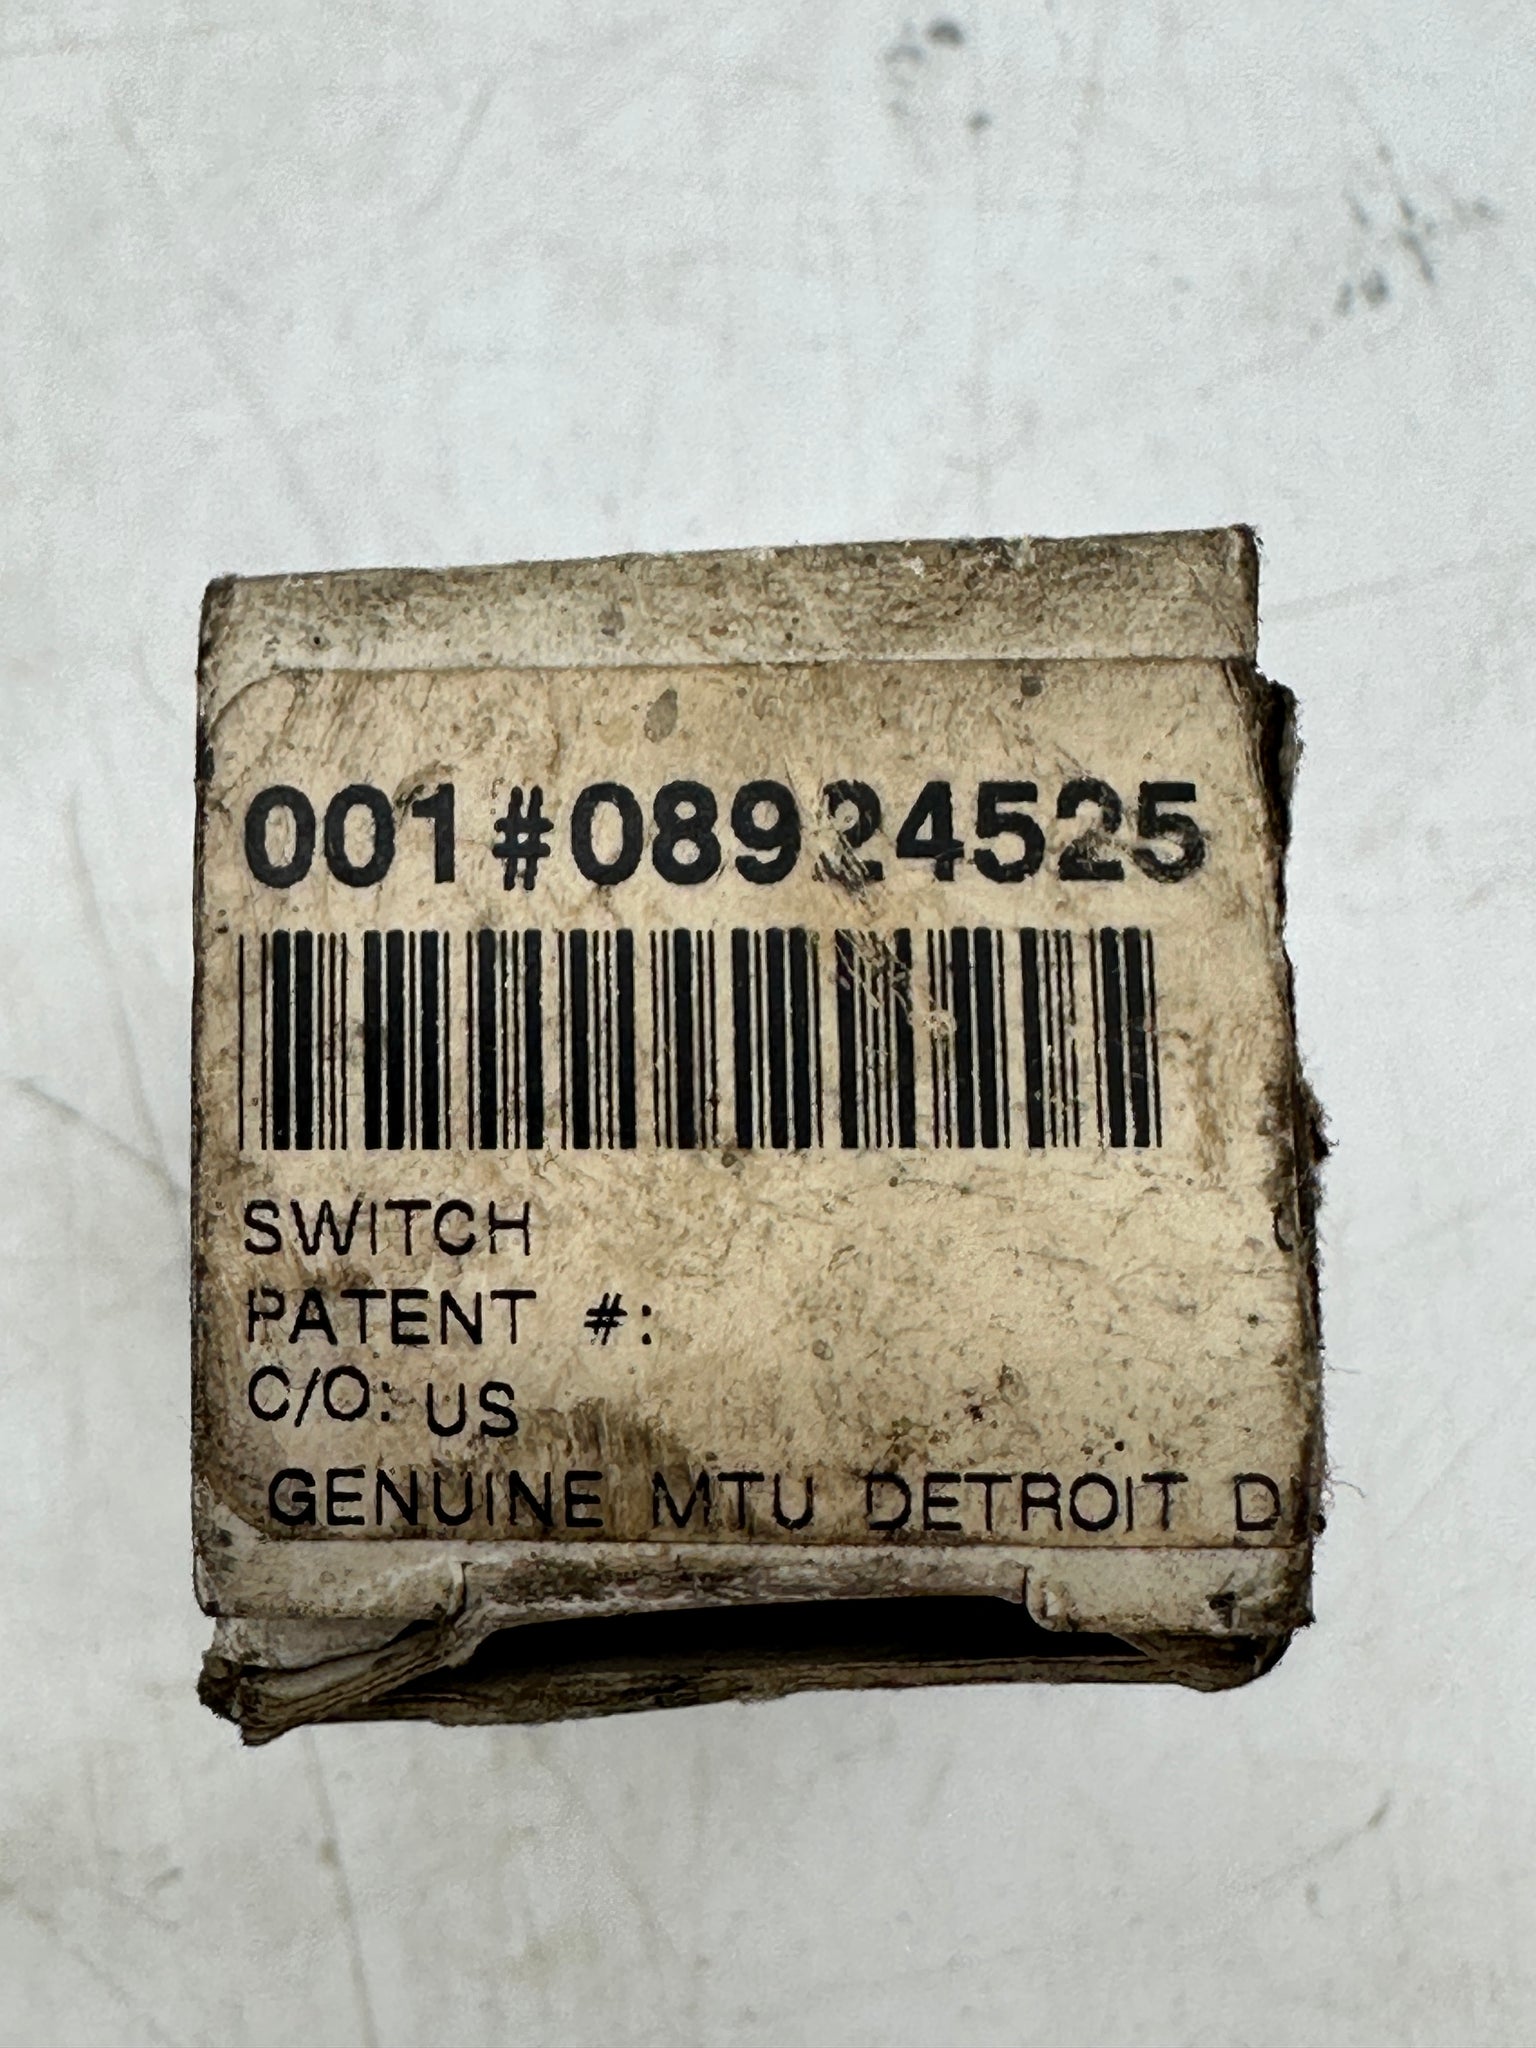 001#08924525
SWITCH
PATENT #:
C/O: US
GENUINE MTU DETROIT D